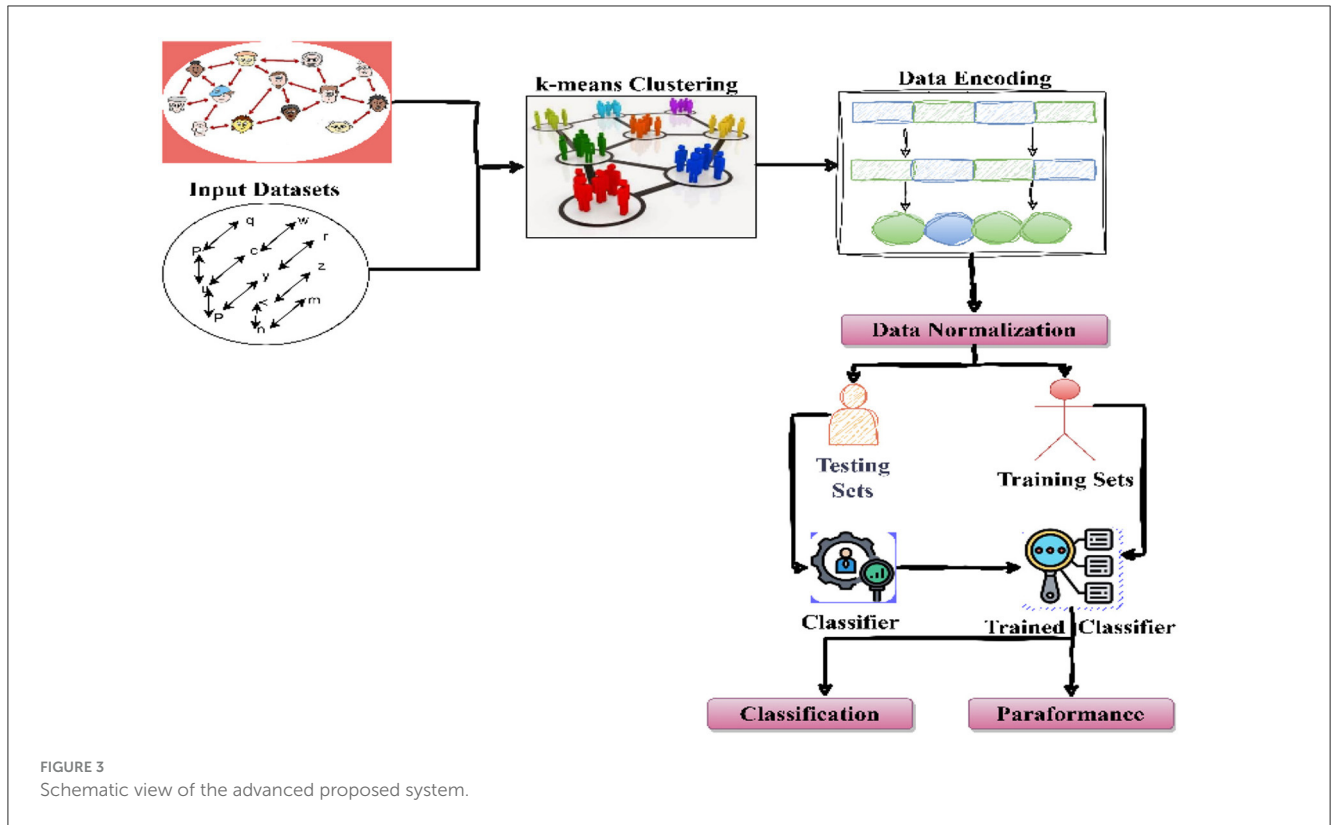 k-means Clustering
Data Encoding
Input Datasets
q
w
P
c
r
y
z
u
P
<
m
n
Data Normalization
Testing
Sets
Training Sets
Classifier
Trained Classifier
Classification
Paraformance
FIGURE 3
Schematic view of the advanced proposed system.